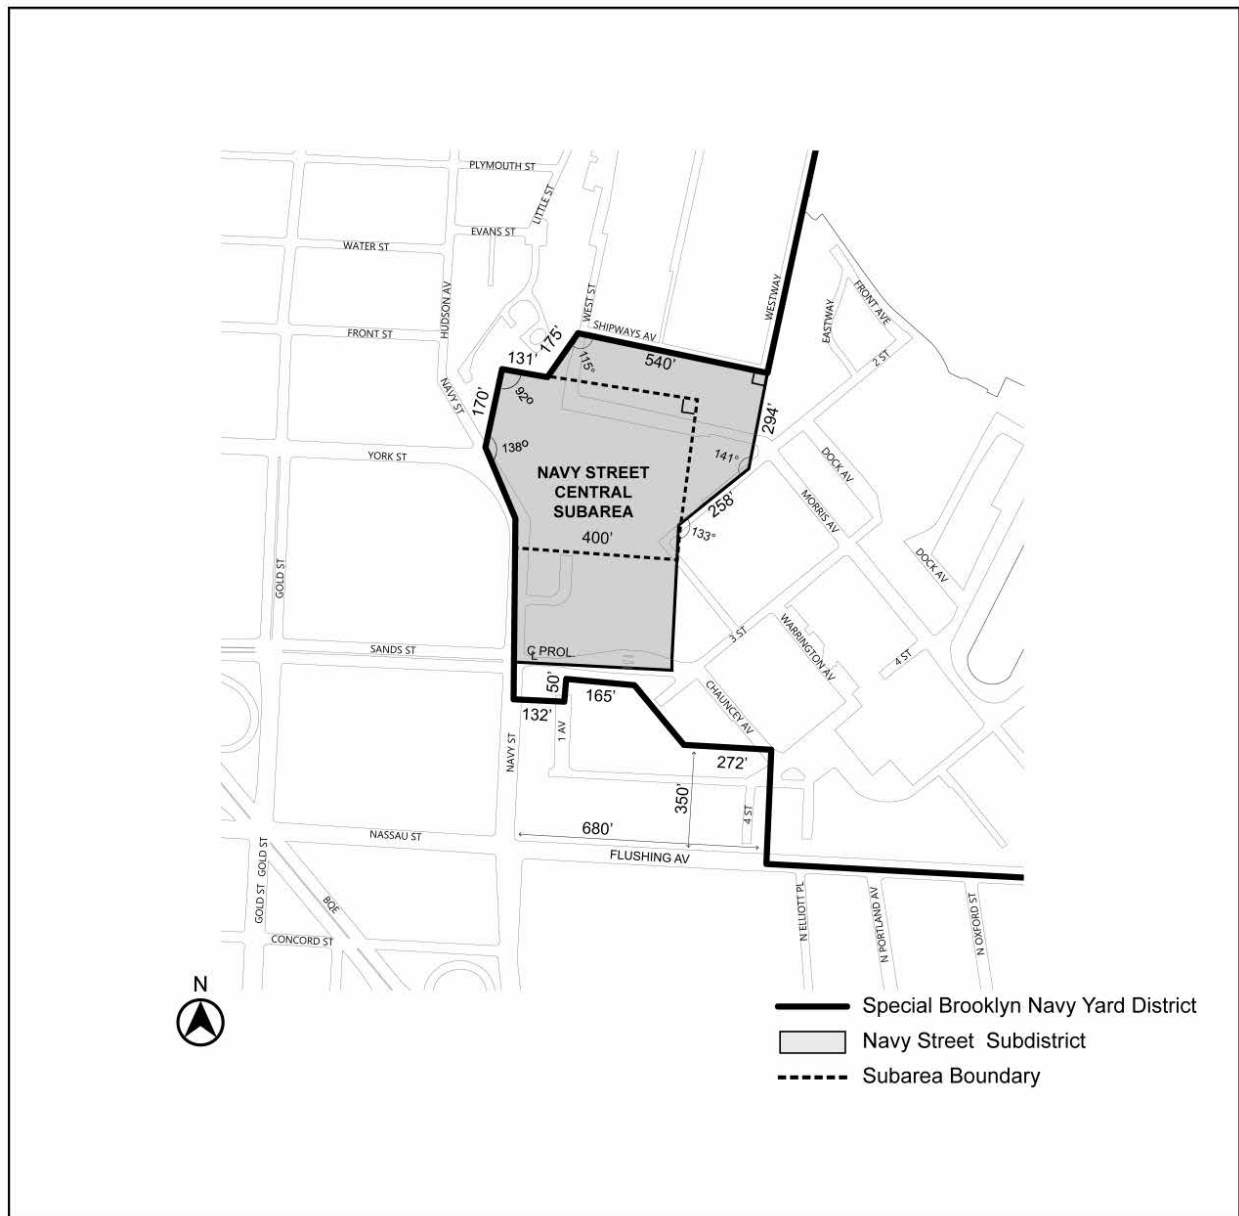 PLYMOUTH ST
LITTLE ST
EVANS ST
WATER ST
HUDSON AV
WEST ST
WESTWAY
EASTWAY
FRONT AVE
FRONT ST
SHIPWAYS AV
2 ST
175'
131'
115°
540'
92º
170'
NAVY ST
294'
138º
YORK ST
141°
DOCK AV
NAVY STREET
CENTRAL
SUBAREA
MORRIS AV
258'
133°
400'
DOCK AV
GOLD ST
SANDS ST
CL PROL.
3 ST
WARRINGTON AV
4 ST
50'
165'
132'
CHAUNCEY AV
1 AV
NAVY ST
272'
350'
4 ST
680'
NASSAU ST
FLUSHING AV
GOLD ST
GOLD ST
BQE
CONCORD ST
N ELLIOTT PL
N PORTLAND AV
N OXFORD ST
N
Special Brooklyn Navy Yard District
Navy Street Subdistrict
Subarea Boundary